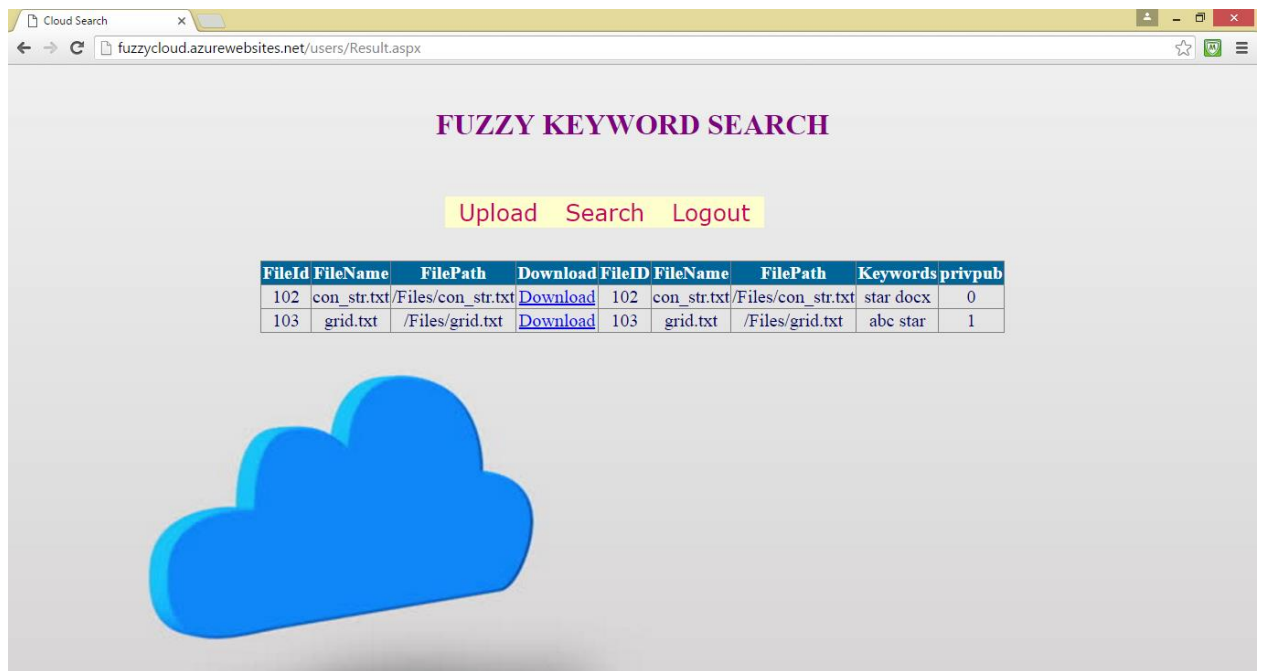 Cloud Search
fuzzycloud.azurewebsites.net/users/Result.aspx
FUZZY KEYWORD SEARCH
Upload Search Logout
FileId FileName FilePath Download FileID FileName FilePath Keywords privpub
102 con_str.txt /Files/con_str.txt Download 102 con_str.txt /Files/con_str.txt star docx 0
103 grid.txt /Files/grid.txt Download 103 grid.txt /Files/grid.txt abc star 1